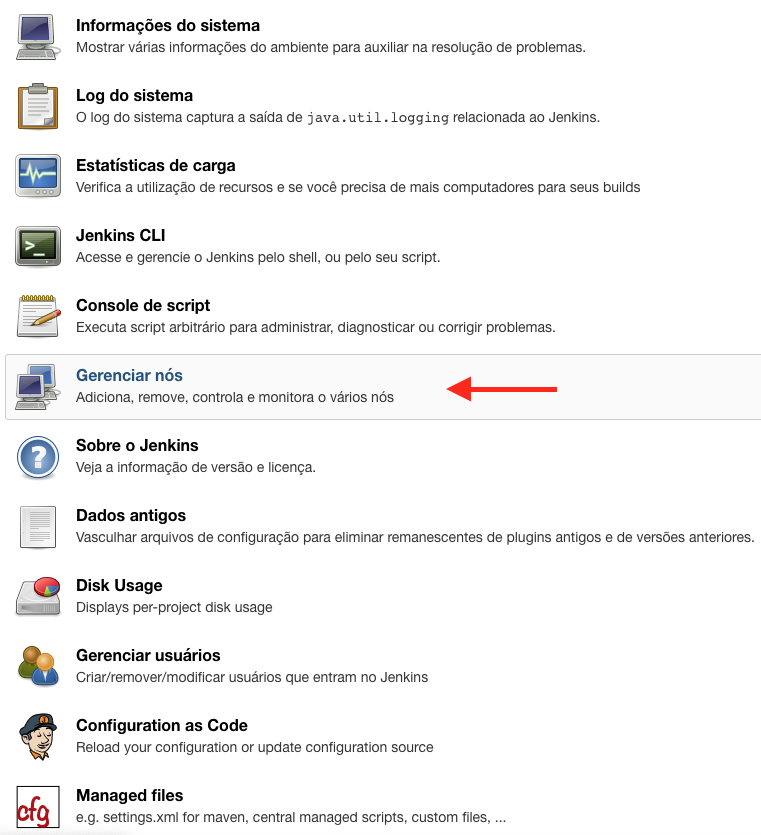 Informações do sistema
Mostrar várias informações do ambiente para auxiliar na resolução de problemas.
Log do sistema
O log do sistema captura a saída de java.util.logging relacionada ao Jenkins.
Estatísticas de carga
Verifica a utilização de recursos e se você precisa de mais computadores para seus builds
>_
Jenkins CLI
Acesse e gerencie o Jenkins pelo shell, ou pelo seu script.
Console de script
Executa script arbitrário para administrar, diagnosticar ou corrigir problemas.
Gerenciar nós
Adiciona, remove, controla e monitora o vários nós
?
Sobre o Jenkins
Veja a informação de versão e licença.
Dados antigos
Vasculhar arquivos de configuração para eliminar remanescentes de plugins antigos e de versões anteriores.
Disk Usage
Displays per-project disk usage
Gerenciar usuários
Criar/remover/modificar usuários que entram no Jenkins
Configuration as Code
Reload your configuration or update configuration source
cfg
Managed files
e.g. settings.xml for maven, central managed scripts, custom files, ...